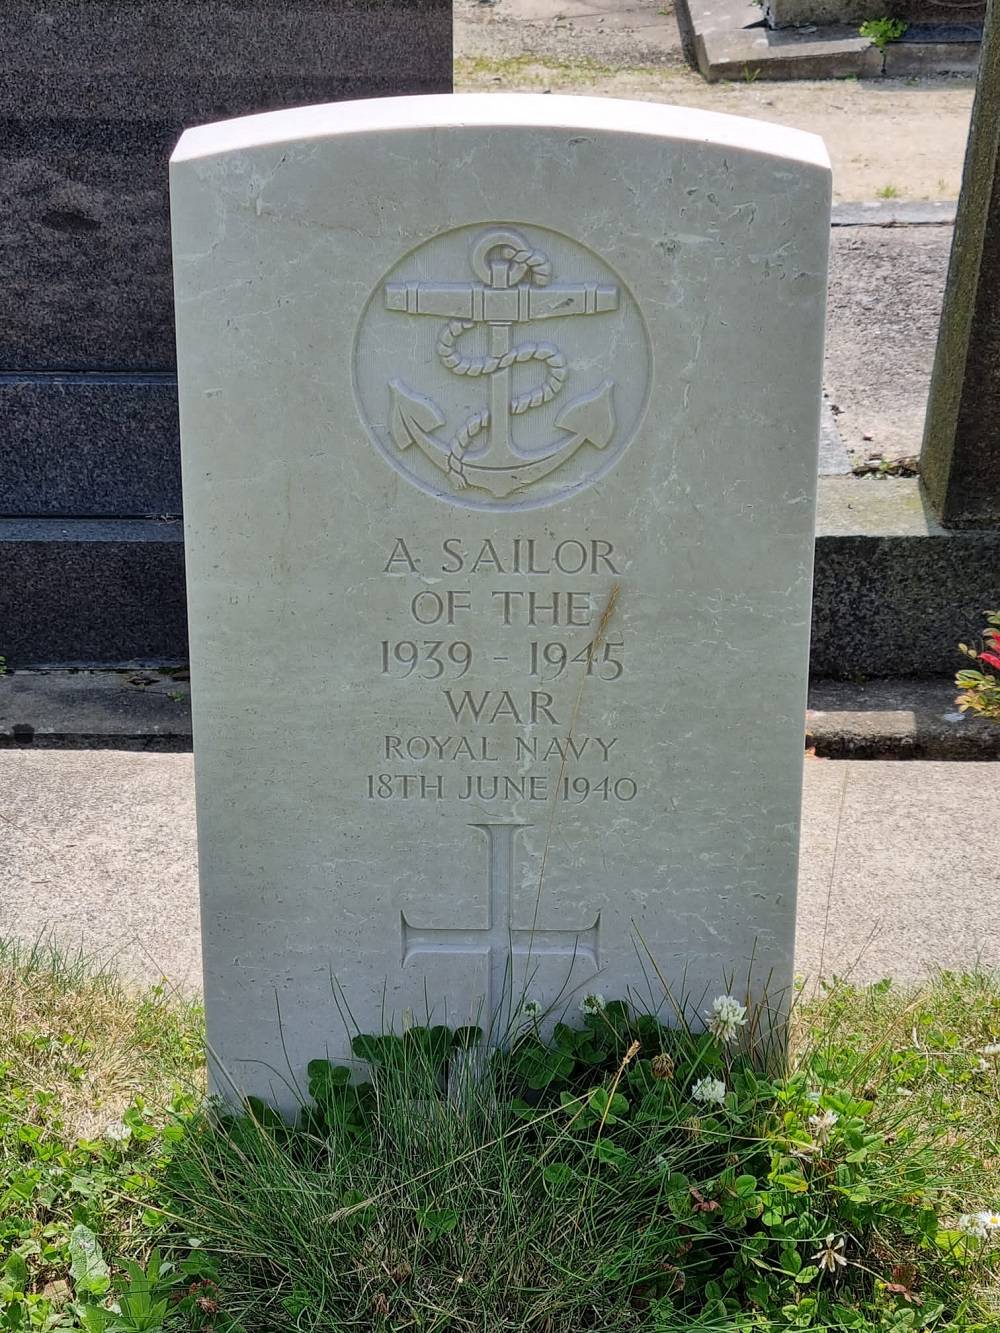 A SAILOR
OF THE
1939 - 1945
WAR
ROYAL NAVY
18TH JUNE 1940